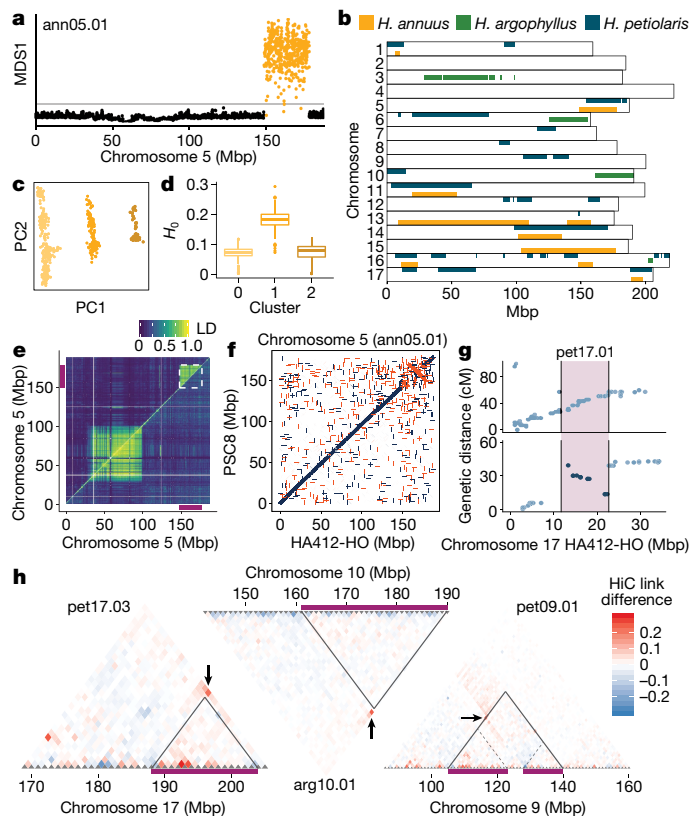 a
ann05.01
MDS1
0 50 100 150
Chromosome 5 (Mbp)
b
H. annuus H. argophyllus H. petiolaris
Chromosome
1
2
3
4
5
6
7
8
9
10
11
12
13
14
15
16
17
0 50 100 150 200
Mbp
c
PC2
PC1
d
H0
0.3
0.2
0.1
0
0 1 2
Cluster
e
LD
0 0.5 1.0
Chromosome 5 (Mbp)
150
100
50
0
0 50 100 150
Chromosome 5 (Mbp)
f
Chromosome 5 (ann05.01)
PSC8 (Mbp)
150
100
50
0
0 50 100 150
HA412-HO (Mbp)
g
pet17.01
Genetic distance (cM)
80
40
0
60
30
0
0 10 20 30
Chromosome 17 HA412-HO (Mbp)
h
pet17.03
170 180 190 200
Chromosome 17 (Mbp)
Chromosome 10 (Mbp)
150 160 170 180 190
arg10.01
pet09.01
100 120 140 160
Chromosome 9 (Mbp)
HiC link
difference
0.2
0.1
0
−0.1
−0.2